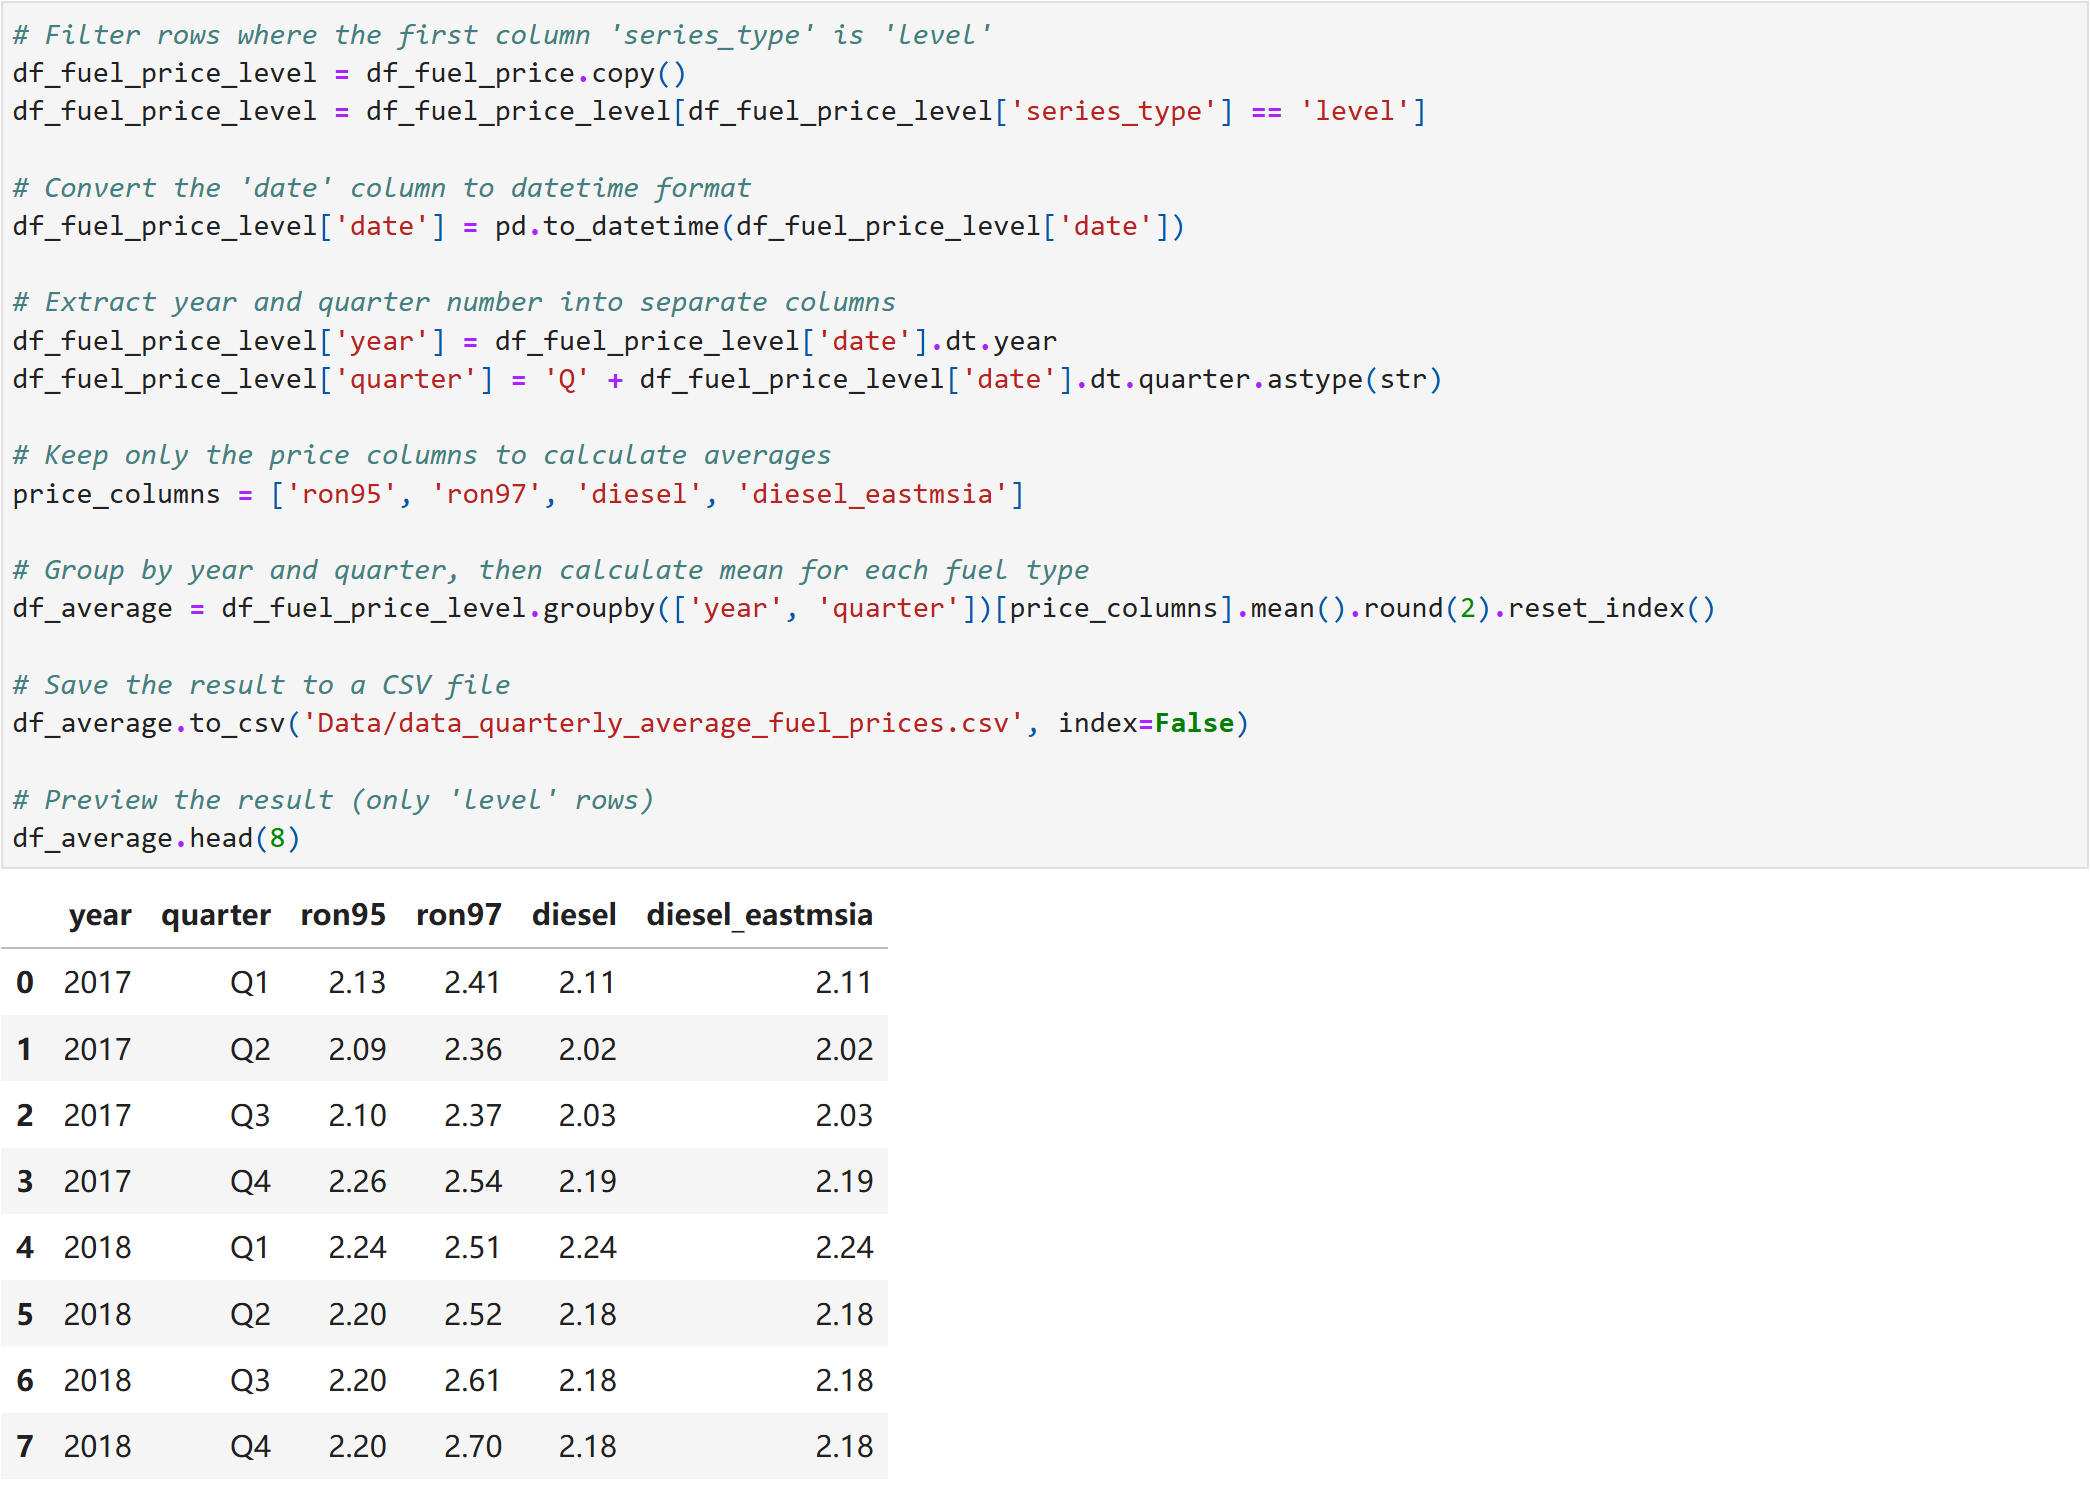 # Filter rows where the first column 'series_type' is 'level'
df_fuel_price_level = df_fuel_price.copy()
df_fuel_price_level = df_fuel_price_level[df_fuel_price_level['series_type'] == 'level']
# Convert the 'date' column to datetime format
df_fuel_price_level['date'] = pd.to_datetime(df_fuel_price_level['date'])
# Extract year and quarter number into separate columns
df_fuel_price_level['year'] = df_fuel_price_level['date'].dt.year
df_fuel_price_level['quarter'] = 'Q' + df_fuel_price_level['date'].dt.quarter.astype(str)
# Keep only the price columns to calculate averages
price_columns = ['ron95', 'ron97', 'diesel', 'diesel_eastmsia']
# Group by year and quarter, then calculate mean for each fuel type
df_average = df_fuel_price_level.groupby(['year', 'quarter'])[price_columns].mean().round(2).reset_index()
# Save the result to a CSV file
df_average.to_csv('Data/data_quarterly_average_fuel_prices.csv', index=False)
# Preview the result (only 'level' rows)
df_average.head(8)
year quarter ron95 ron97 diesel diesel_eastmsia
0 2017 Q1 2.13 2.41 2.11 2.11
1 2017 Q2 2.09 2.36 2.02 2.02
2 2017 Q3 2.10 2.37 2.03 2.03
3 2017 Q4 2.26 2.54 2.19 2.19
4 2018 Q1 2.24 2.51 2.24 2.24
5 2018 Q2 2.20 2.52 2.18 2.18
6 2018 Q3 2.20 2.61 2.18 2.18
7 2018 Q4 2.20 2.70 2.18 2.18